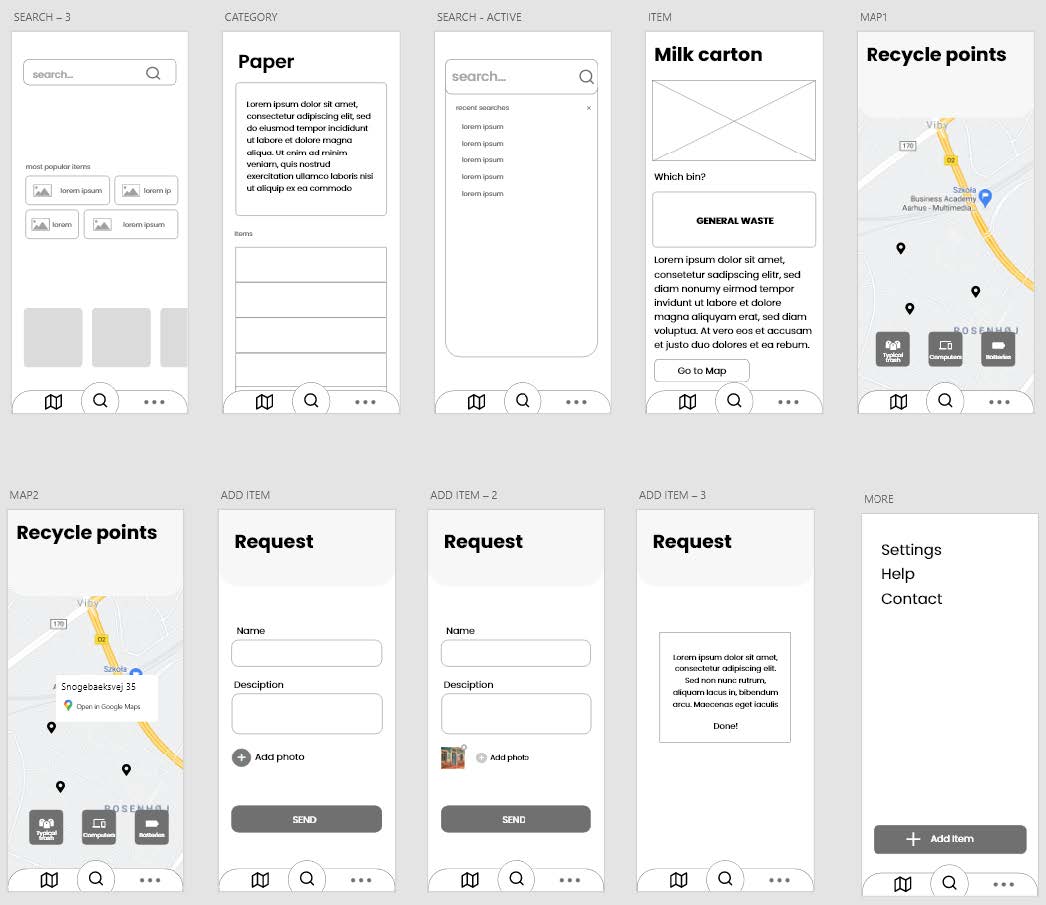 SEARCH – 3
search...
most popular items
lorem ipsum
lorem ip
lorem
lorem ipsum
CATEGORY
Paper
Lorem ipsum dolor sit amet,
consectetur adipiscing elit, sed
do eiusmod tempor incididunt
ut labore et dolore magna
aliqua. Ut enim ad minim
veniam, quis nostrud
exercitation ullamco laboris nisi
ut aliquip ex ea commodo
Items
SEARCH - ACTIVE
search...
recent searches ×
lorem ipsum
lorem ipsum
lorem ipsum
lorem ipsum
lorem ipsum
ITEM
Milk carton
Which bin?
GENERAL WASTE
Lorem ipsum dolor sit amet,
consetetur sadipscing elitr, sed
diam nonumy eirmod tempor
invidunt ut labore et dolore
magna aliquyam erat, sed diam
voluptua. At vero eos et accusam
et justo duo dolores et ea rebum.
Go to Map
MAP1
Recycle points
Viby
170
02
Szkoła
Business Academy
Aarhus - Multimedia...
ROSENHØJ
Typical
trash
Computers
Batteries
MAP2
Recycle points
Viby
170
02
Szkoła
Snogebaeksvej 35
Open in Google Maps
ROSENHØJ
Typical
trash
Computers
Batteries
ADD ITEM
Request
Name
Desciption
Add photo
SEND
ADD ITEM – 2
Request
Name
Desciption
Add photo
SEND
ADD ITEM – 3
Request
Lorem ipsum dolor sit amet,
consectetur adipiscing elit.
Sed non nunc rutrum,
aliquam lacus in, bibendum
arcu. Maecenas eget iaculis
Done!
MORE
Settings
Help
Contact
Add Item